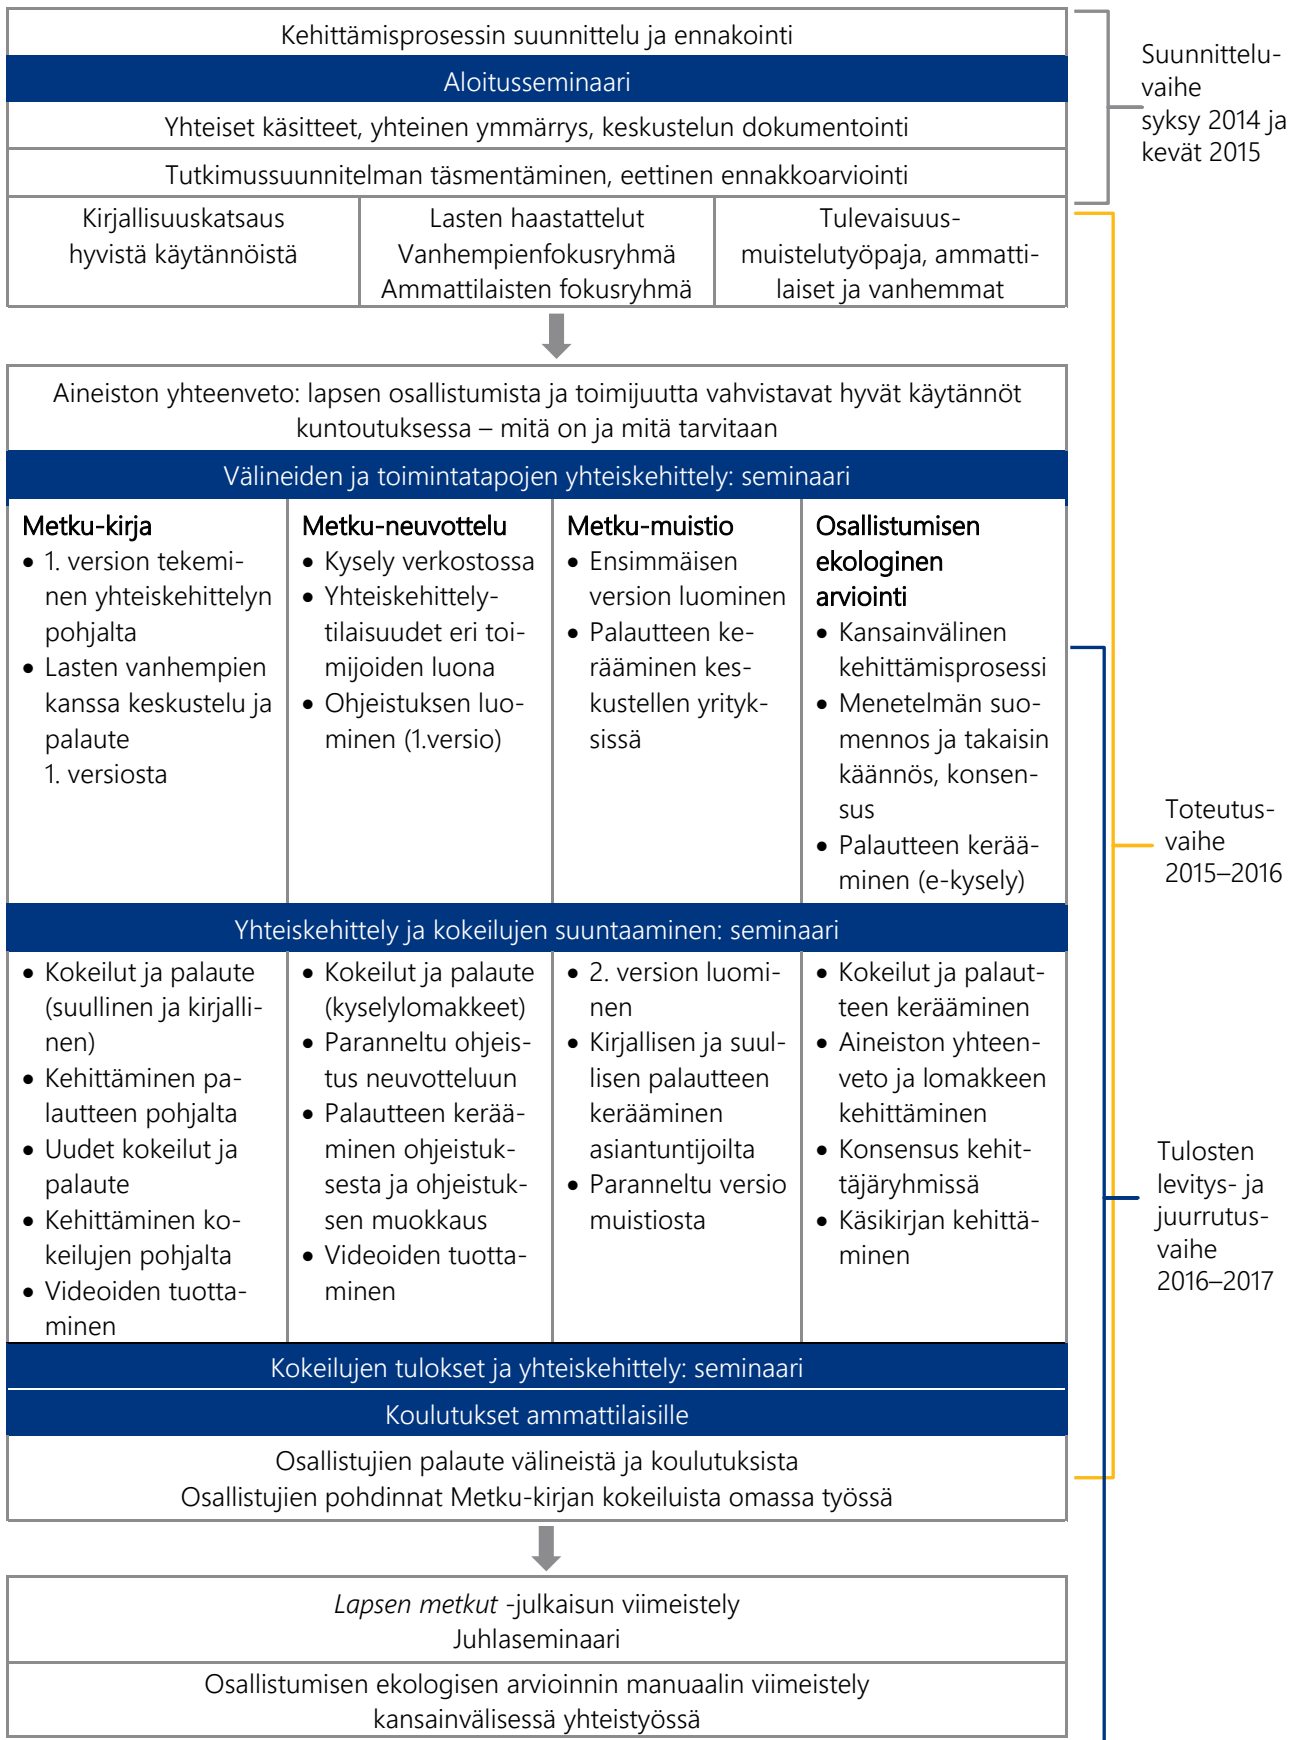 Kehittämisprosessin suunnittelu ja ennakointi
Aloitusseminaari
Yhteiset käsitteet, yhteinen ymmärrys, keskustelun dokumentointi
Tutkimussuunnitelman täsmentäminen, eettinen ennakkoarviointi
Suunnittelu-
vaihe
syksy 2014 ja
kevät 2015
Kirjallisuuskatsaus
hyvistä käytännöistä
Lasten haastattelut
Vanhempienfokusryhmä
Ammattilaisten fokusryhmä
Tulevaisuus-
muistelutyöpaja, ammatti-
laiset ja vanhemmat
Aineiston yhteenveto: lapsen osallistumista ja toimijuutta vahvistavat hyvät käytännöt
kuntoutuksessa – mitä on ja mitä tarvitaan
Välineiden ja toimintatapojen yhteiskehittely: seminaari
Metku-kirja
• 1. version tekemi-
nen yhteiskehittelyn
pohjalta
• Lasten vanhempien
kanssa keskustelu ja
palaute
1. versiosta
Metku-neuvottelu
• Kysely verkostossa
• Yhteiskehittely-
tilaisuudet eri toi-
mijoiden luona
• Ohjeistuksen luo-
minen (1.versio)
Metku-muistio
• Ensimmäisen
version luominen
• Palautteen ke-
rääminen kes-
kustellen yrityk-
sissä
Osallistumisen
ekologinen
arviointi
• Kansainvälinen
kehittämisprosessi
• Menetelmän suo-
mennos ja takaisin
käännös, konsen-
sus
• Palautteen kerää-
minen (e-kysely)
Toteutus-
vaihe
2015–2016
Yhteiskehittely ja kokeilujen suuntaaminen: seminaari
• Kokeilut ja palaute
(suullinen ja kirjalli-
nen)
• Kehittäminen pa-
lautteen pohjalta
• Uudet kokeilut ja
palaute
• Kehittäminen ko-
keilujen pohjalta
• Videoiden tuotta-
minen
• Kokeilut ja palaute
(kyselylomakkeet)
• Paranneltu ohjeis-
tus neuvotteluun
• Palautteen kerää-
minen ohjeistuk-
sesta ja ohjeistuk-
sen muokkaus
• Videoiden tuotta-
minen
• 2. version luomi-
nen
• Kirjallisen ja suul-
lisen palautteen
kerääminen
asiantuntijoilta
• Paranneltu versio
muistiosta
• Kokeilut ja palaut-
teen kerääminen
• Aineiston yhteen-
veto ja lomakkeen
kehittäminen
• Konsensus kehit-
täjäryhmissä
• Käsikirjan kehittä-
minen
Tulosten
levitys- ja
juurrutus-
vaihe
2016–2017
Kokeilujen tulokset ja yhteiskehittely: seminaari
Koulutukset ammattilaisille
Osallistujien palaute välineistä ja koulutuksista
Osallistujien pohdinnat Metku-kirjan kokeiluista omassa työssä
Lapsen metkut -julkaisun viimeistely
Juhlaseminaari
Osallistumisen ekologisen arvioinnin manuaalin viimeistely
kansainvälisessä yhteistyössä